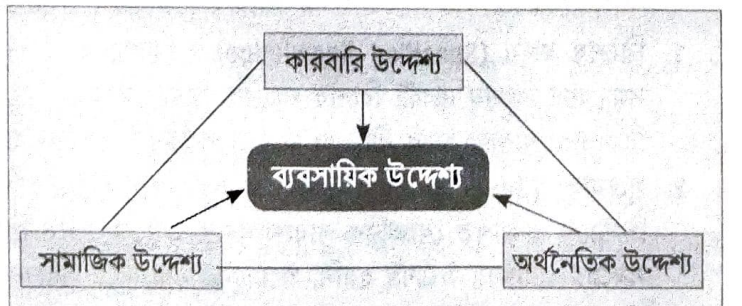 কারবারি উদ্দেশ্য
ব্যবসায়িক উদ্দেশ্য
সামাজিক উদ্দেশ্য
অর্থনৈতিক উদ্দেশ্য